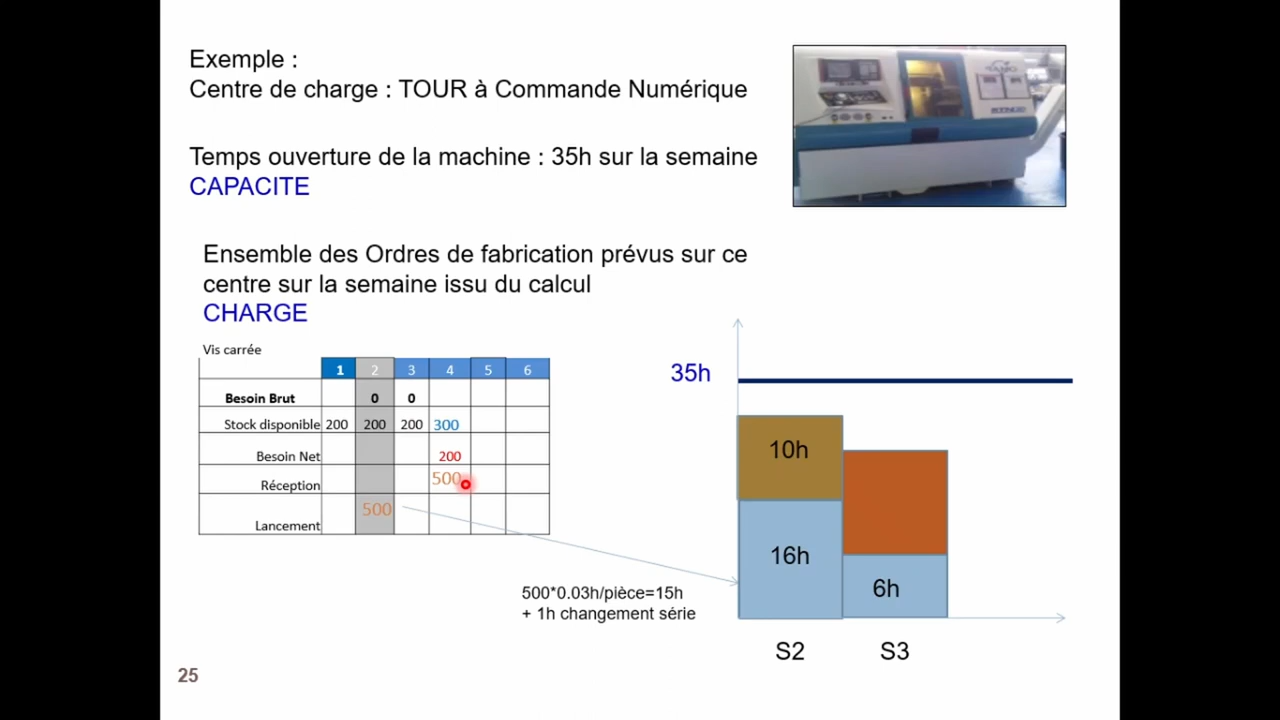 Exemple :
Centre de charge : TOUR à Commande Numérique
Temps ouverture de la machine : 35h sur la semaine
CAPACITE
Ensemble des Ordres de fabrication prévus sur ce
centre sur la semaine issu du calcul
CHARGE
Vis carrée
1 2 3 4 5 6
Besoin Brut 0 0
Stock disponible 200 200 200 300
Besoin Net 200
Réception 500
Lancement 500
500*0.03h/pièce=15h
+ 1h changement série
35h
10h
16h
6h
S2 S3
25